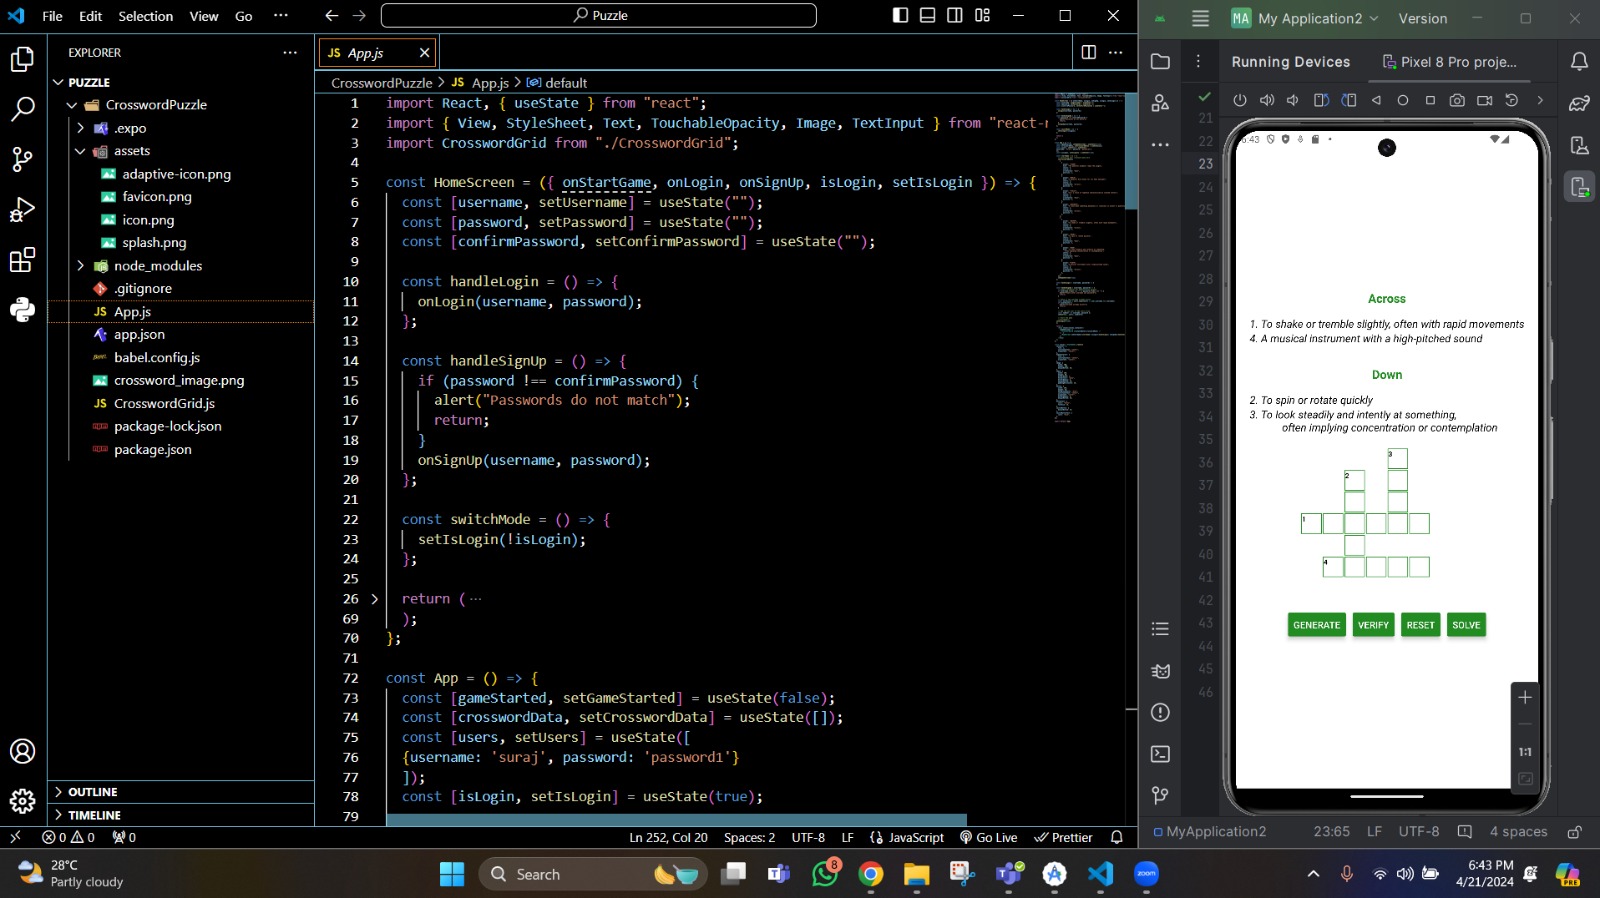 File Edit Selection View Go ···
Puzzle
EXPLORER
PUZZLE
CrosswordPuzzle
.expo
assets
adaptive-icon.png
favicon.png
icon.png
splash.png
node_modules
.gitignore
JS App.js
app.json
babel.config.js
crossword_image.png
JS CrosswordGrid.js
package-lock.json
package.json
OUTLINE
TIMELINE
JS App.js
CrosswordPuzzle > JS App.js > default
1 import React, { useState } from "react";
2 import { View, StyleSheet, Text, TouchableOpacity, Image, TextInput } from "react-r
3 import CrosswordGrid from "./CrosswordGrid";
4
5 const HomeScreen = ({ onStartGame, onLogin, onSignUp, isLogin, setIsLogin }) => {
6 const [username, setUsername] = useState("");
7 const [password, setPassword] = useState("");
8 const [confirmPassword, setConfirmPassword] = useState("");
9
10 const handleLogin = () => {
11 onLogin(username, password);
12 };
13
14 const handleSignUp = () => {
15 if (password !== confirmPassword) {
16 alert("Passwords do not match");
17 return;
18 }
19 onSignUp(username, password);
20 };
21
22 const switchMode = () => {
23 setIsLogin(!isLogin);
24 };
25
26 return ( ···
69 );
70 };
71
72 const App = () => {
73 const [gameStarted, setGameStarted] = useState(false);
74 const [crosswordData, setCrosswordData] = useState([]);
75 const [users, setUsers] = useState([
76 {username: 'suraj', password: 'password1'}
77 ]);
78 const [isLogin, setIsLogin] = useState(true);
79
0 0 0
Ln 252, Col 20 Spaces: 2 UTF-8 LF JavaScript Go Live Prettier
MA My Application2 Version
Running Devices Pixel 8 Pro proje...
21
22
23
24
25
26
27
28
29
30
31
32
33
34
35
36
37
38
39
40
41
42
43
44
45
46
Across
1. To shake or tremble slightly, often with rapid movements
4. A musical instrument with a high-pitched sound
Down
2. To spin or rotate quickly
3. To look steadily and intently at something,
often implying concentration or contemplation
3
2
1
4
GENERATE VERIFY RESET SOLVE
1:1
MyApplication2 23:65 LF UTF-8 4 spaces
28°C
Partly cloudy
Search
8
zoom
6:43 PM
4/21/2024
PRE